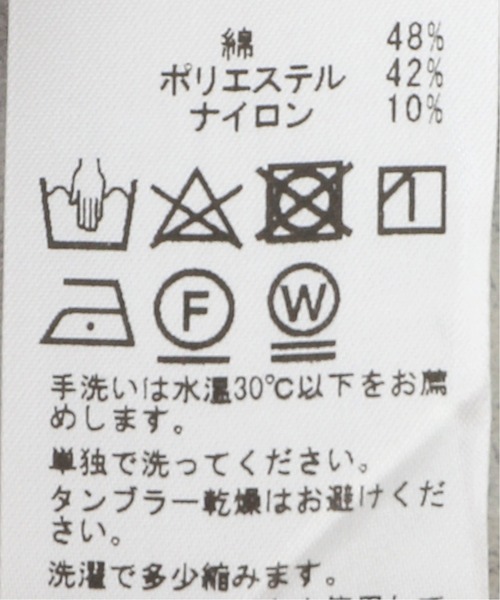 綿 48%
ポリエステル 42%
ナイロン 10%
F W
手洗いは水温30℃以下をお薦
めします。
単独で洗ってください。
タンブラー乾燥はお避けくだ
さい。
洗濯で多少縮みます。